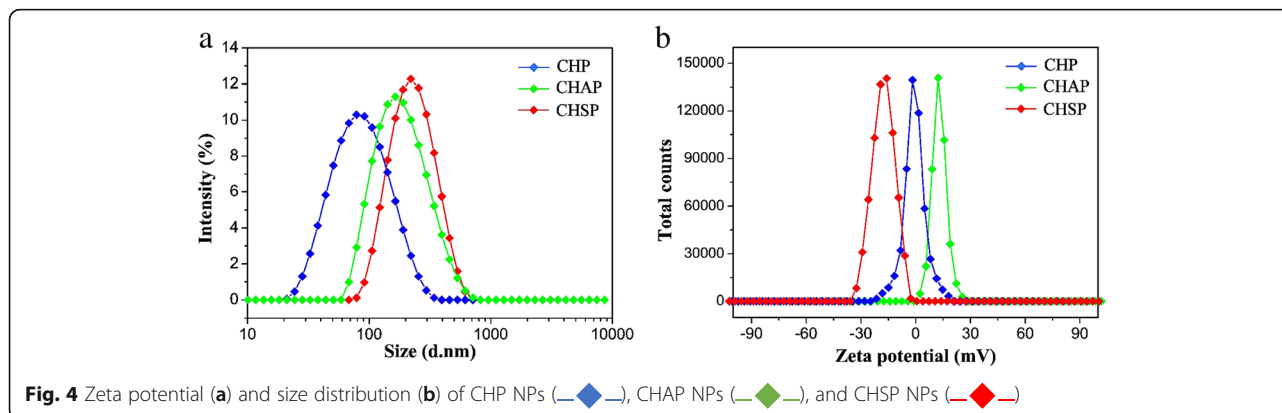 a
14
12
10
8
6
4
2
0
Intensity (%)
CHP
CHAP
CHSP
10 100 1000 10000
Size (d.nm)
b
150000
120000
90000
60000
30000
0
Total counts
CHP
CHAP
CHSP
-90 -60 -30 0 30 60 90
Zeta potential (mV)
Fig. 4 Zeta potential (a) and size distribution (b) of CHP NPs ( ), CHAP NPs ( ), and CHSP NPs ( )